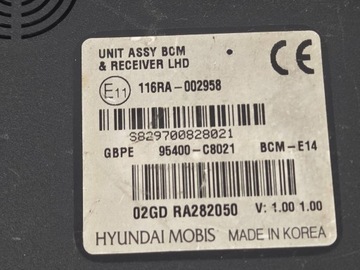 UNIT ASSY BCM
& RECEIVER LHD
CE
E11 116RA-002958
S829700828021
GBPE 95400-C8021 BCM-E14
02GD RA282050 V: 1.00 1.00
HYUNDAI MOBIS MADE IN KOREA